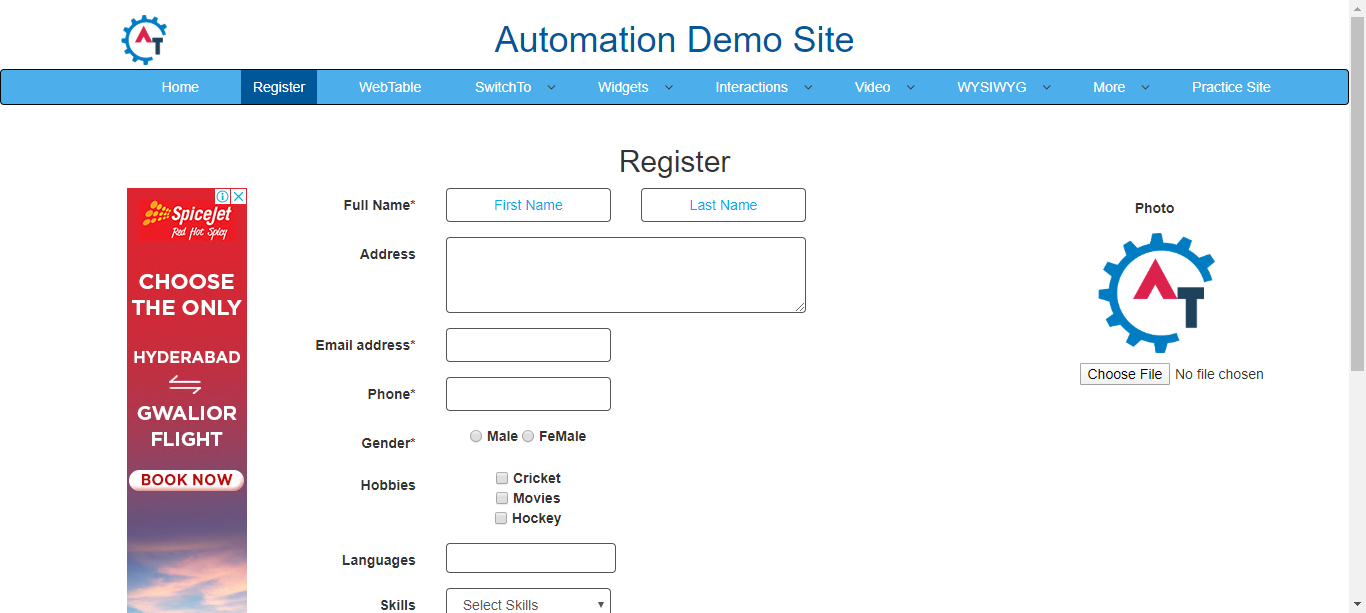 AT
Automation Demo Site
Home Register WebTable SwitchTo Widgets Interactions Video WYSIWYG More Practice Site
Register
SpiceJet
Red Hot Spicy
CHOOSE
THE ONLY
HYDERABAD
GWALIOR
FLIGHT
BOOK NOW
Full Name* First Name Last Name
Address
Email address*
Phone*
Gender* Male FeMale
Hobbies Cricket
Movies
Hockey
Languages
Skills Select Skills
Photo
AT
Choose File No file chosen